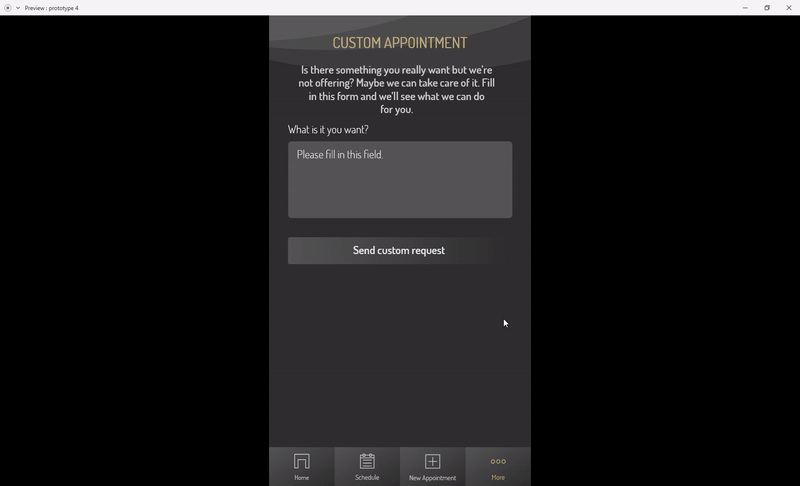 Preview : prototype 4
CUSTOM APPOINTMENT
Is there something you really want but we're
not offering? Maybe we can take care of it. Fill
in this form and we'll see what we can do
for you.
What is it you want?
Please fill in this field.
Send custom request
Home
Schedule
New Appointment
More